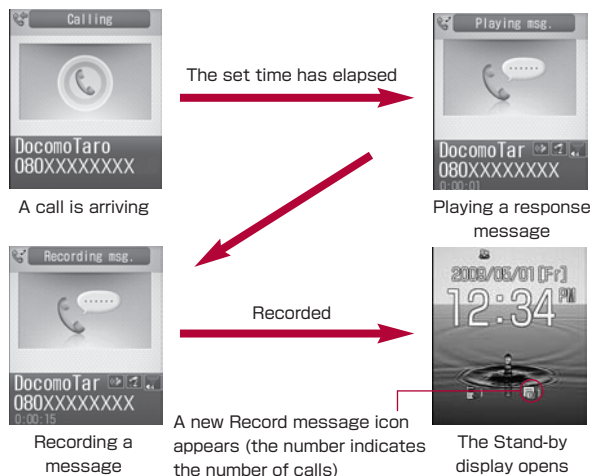 Calling
DocomoTaro
080XXXXXXXX
A call is arriving
The set time has elapsed
Playing msg.
DocomoTar
080XXXXXXXX
0:00:01
Playing a response
message
Recording msg.
DocomoTar
080XXXXXXXX
0:00:15
Recording a
message
Recorded
A new Record message icon
appears (the number indicates
the number of calls)
2009/05/01 [Fr]
12:34 PM
The Stand-by
display opens